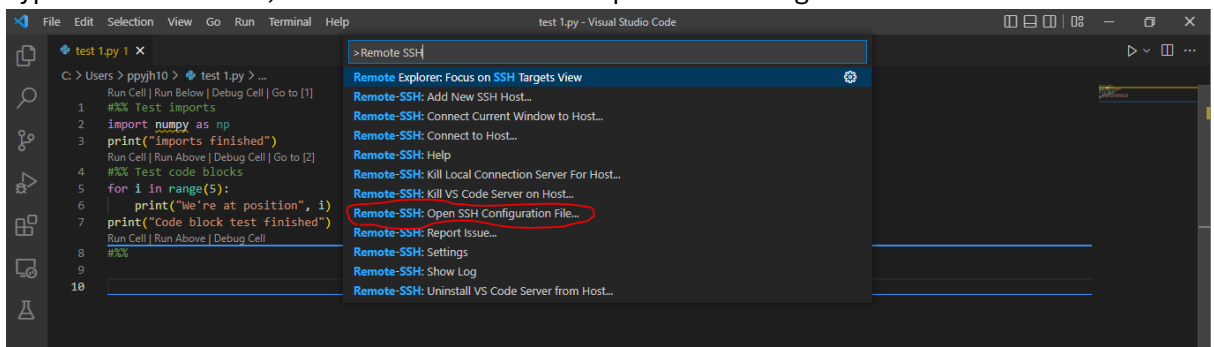 File Edit Selection View Go Run Terminal Help test 1.py - Visual Studio Code
test 1.py 1
>Remote SSH
C: > Users > ppyjh10 > test 1.py > ...
Run Cell | Run Below | Debug Cell | Go to [1]
1 #%% Test imports
2 import numpy as np
3 print("imports finished")
Run Cell | Run Above | Debug Cell | Go to [2]
4 #%% Test code blocks
5 for i in range(5):
6 print("We're at position", i)
7 print("Code block test finished")
Run Cell | Run Above | Debug Cell
8 #%%
9
10
Remote Explorer: Focus on SSH Targets View
Remote-SSH: Add New SSH Host...
Remote-SSH: Connect Current Window to Host...
Remote-SSH: Connect to Host...
Remote-SSH: Help
Remote-SSH: Kill Local Connection Server For Host...
Remote-SSH: Kill VS Code Server on Host...
Remote-SSH: Open SSH Configuration File...
Remote-SSH: Report Issue...
Remote-SSH: Settings
Remote-SSH: Show Log
Remote-SSH: Uninstall VS Code Server from Host...